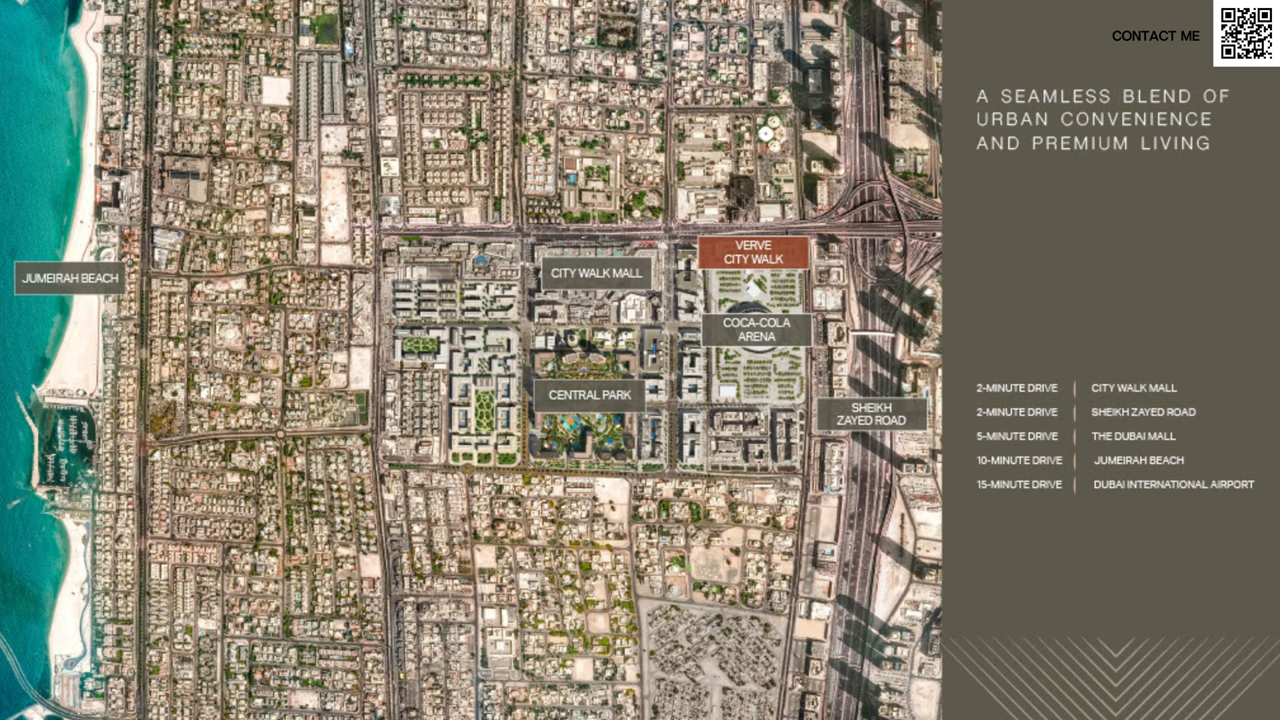 CONTACT ME
A SEAMLESS BLEND OF
URBAN CONVENIENCE
AND PREMIUM LIVING
JUMEIRAH BEACH
CITY WALK MALL
VERVE
CITY WALK
COCA-COLA
ARENA
CENTRAL PARK
SHEIKH
ZAYED ROAD
2-MINUTE DRIVE CITY WALK MALL
2-MINUTE DRIVE SHEIKH ZAYED ROAD
5-MINUTE DRIVE THE DUBAI MALL
10-MINUTE DRIVE JUMEIRAH BEACH
15-MINUTE DRIVE DUBAI INTERNATIONAL AIRPORT